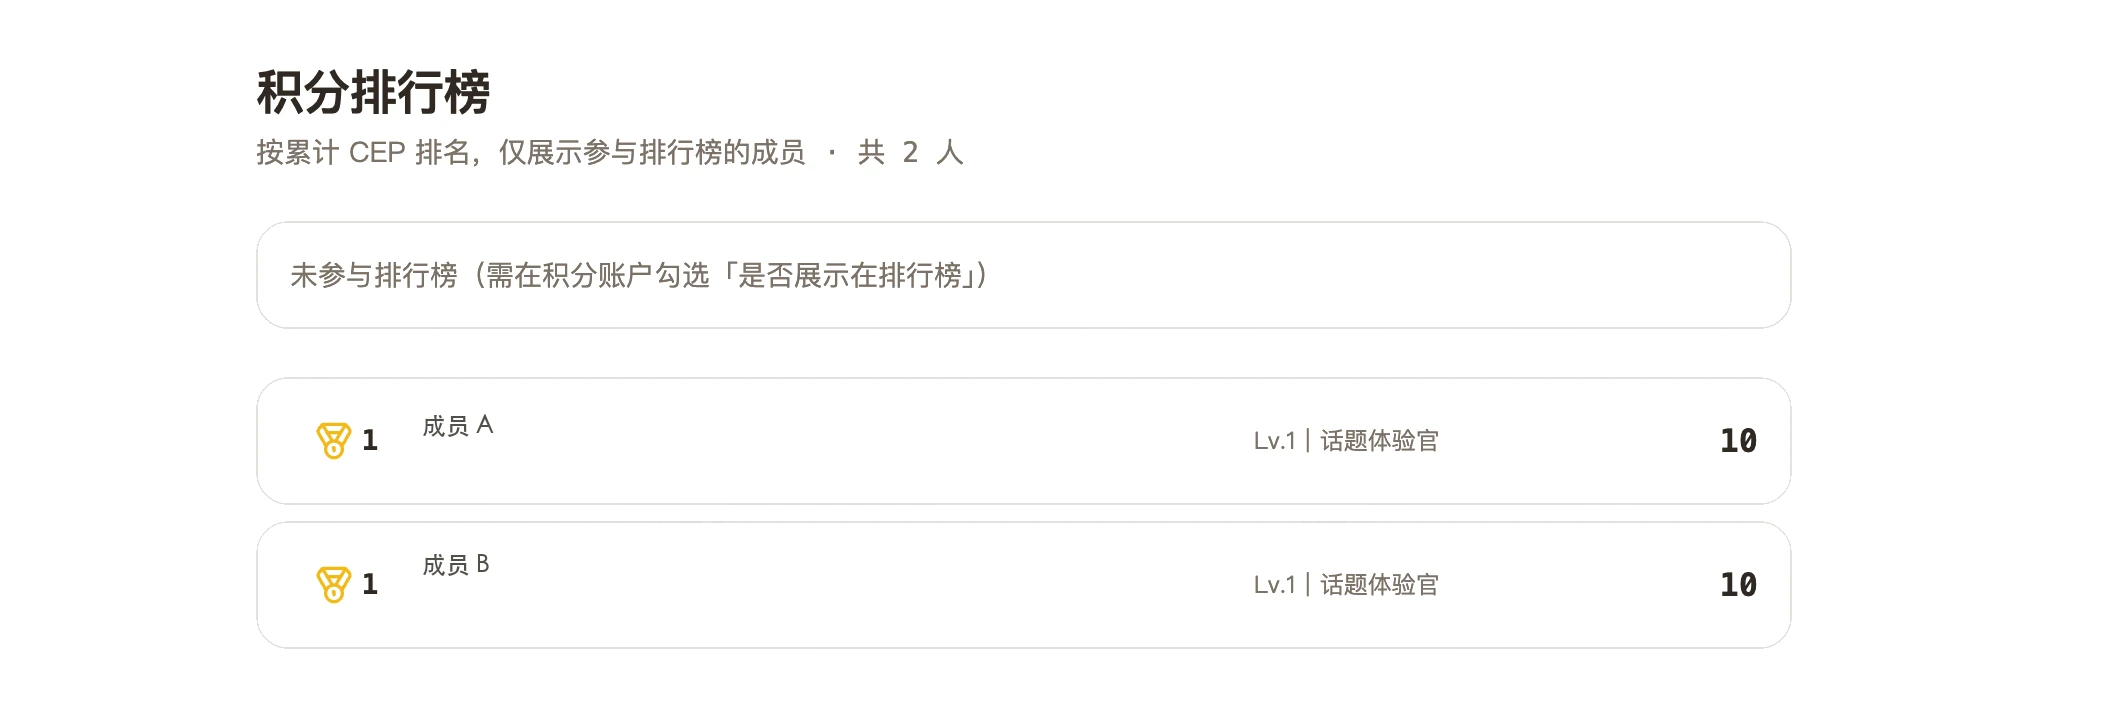 积分排行榜
按累计 CEP 排名，仅展示参与排行榜的成员 · 共 2 人
未参与排行榜（需在积分账户勾选「是否展示在排行榜」）
1 成员 A Lv.1 | 话题体验官 10
1 成员 B Lv.1 | 话题体验官 10